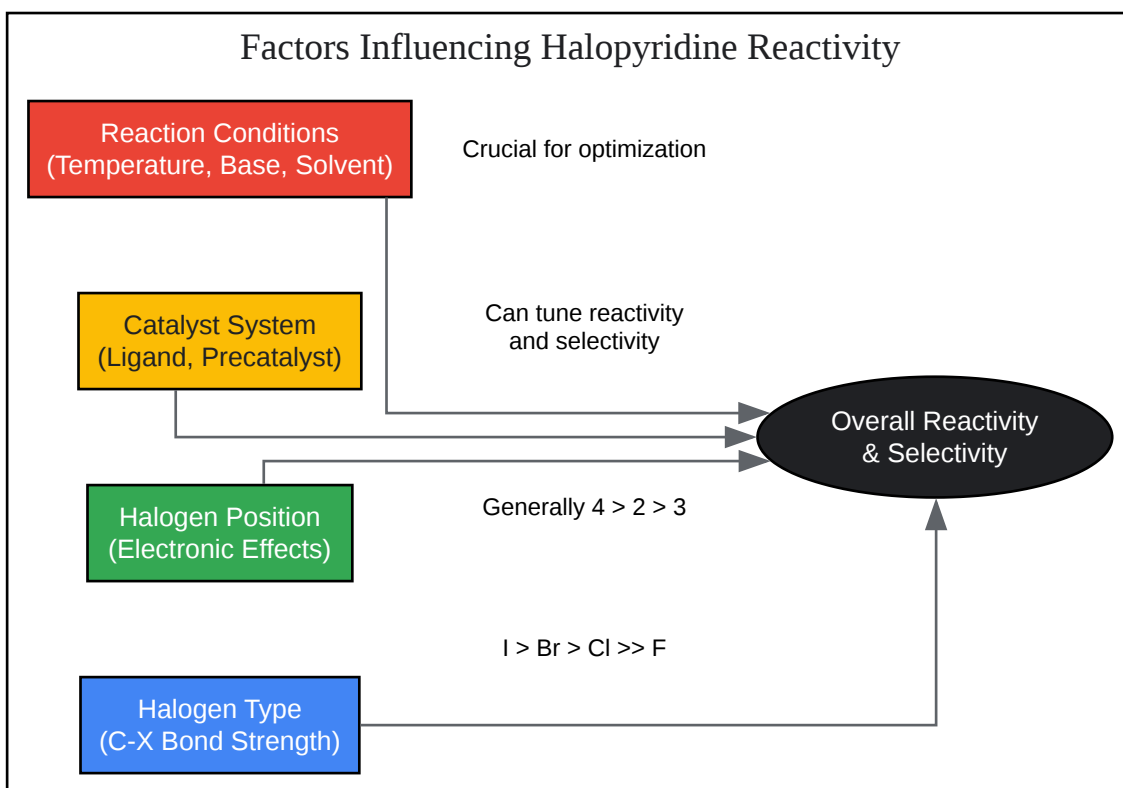 Factors Influencing Halopyridine Reactivity
Reaction Conditions
(Temperature, Base, Solvent)
Crucial for optimization
Catalyst System
(Ligand, Precatalyst)
Can tune reactivity
and selectivity
Overall Reactivity
& Selectivity
Halogen Position
(Electronic Effects)
Generally 4 > 2 > 3
Halogen Type
(C-X Bond Strength)
I > Br > Cl >> F